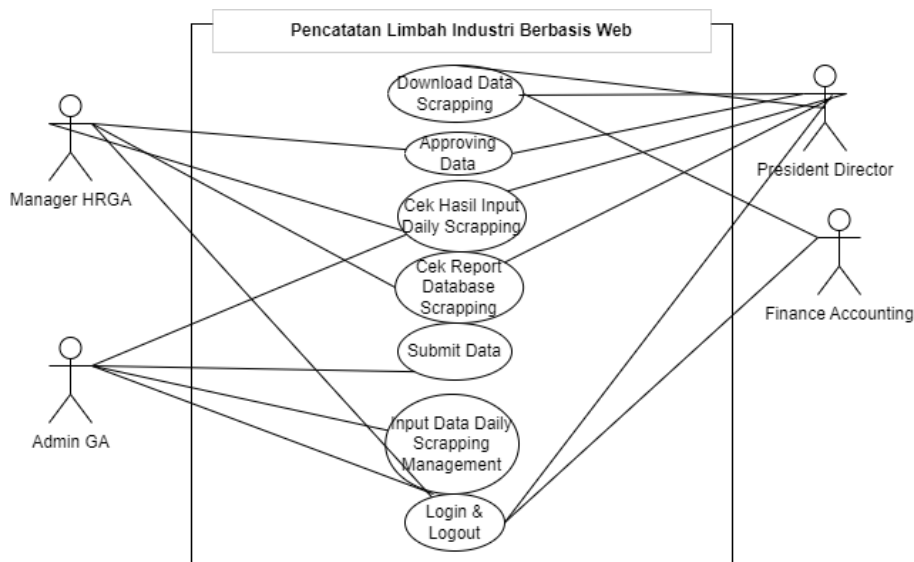 Pencatatan Limbah Industri Berbasis Web
Download Data
Scrapping
Approving
Data
Manager HRGA
President Director
Cek Hasil Input
Daily Scrapping
Cek Report
Database
Scrapping
Finance Accounting
Submit Data
Admin GA
Input Data Daily
Scrapping
Management
Login &
Logout